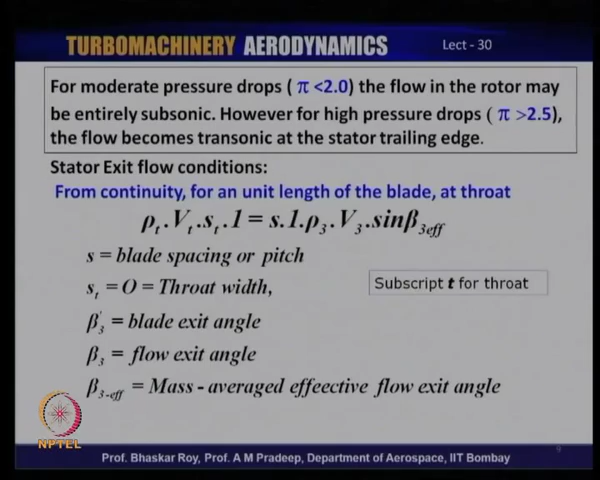 TURBOMACHINERY AERODYNAMICS Lect - 30
For moderate pressure drops ( π <2.0) the flow in the rotor may
be entirely subsonic. However for high pressure drops ( π >2.5),
the flow becomes transonic at the stator trailing edge.
Stator Exit flow conditions:
From continuity, for an unit length of the blade, at throat
ρₜ.Vₜ.sₜ.1 = s.1.ρ₃.V₃.sinβ₃eff
s = blade spacing or pitch
sₜ = O = Throat width,
Subscript t for throat
β₃' = blade exit angle
β₃ = flow exit angle
β₃₋eff = Mass - averaged effeective flow exit angle
NPTEL
Prof. Bhaskar Roy, Prof. A M Pradeep, Department of Aerospace, IIT Bombay
9